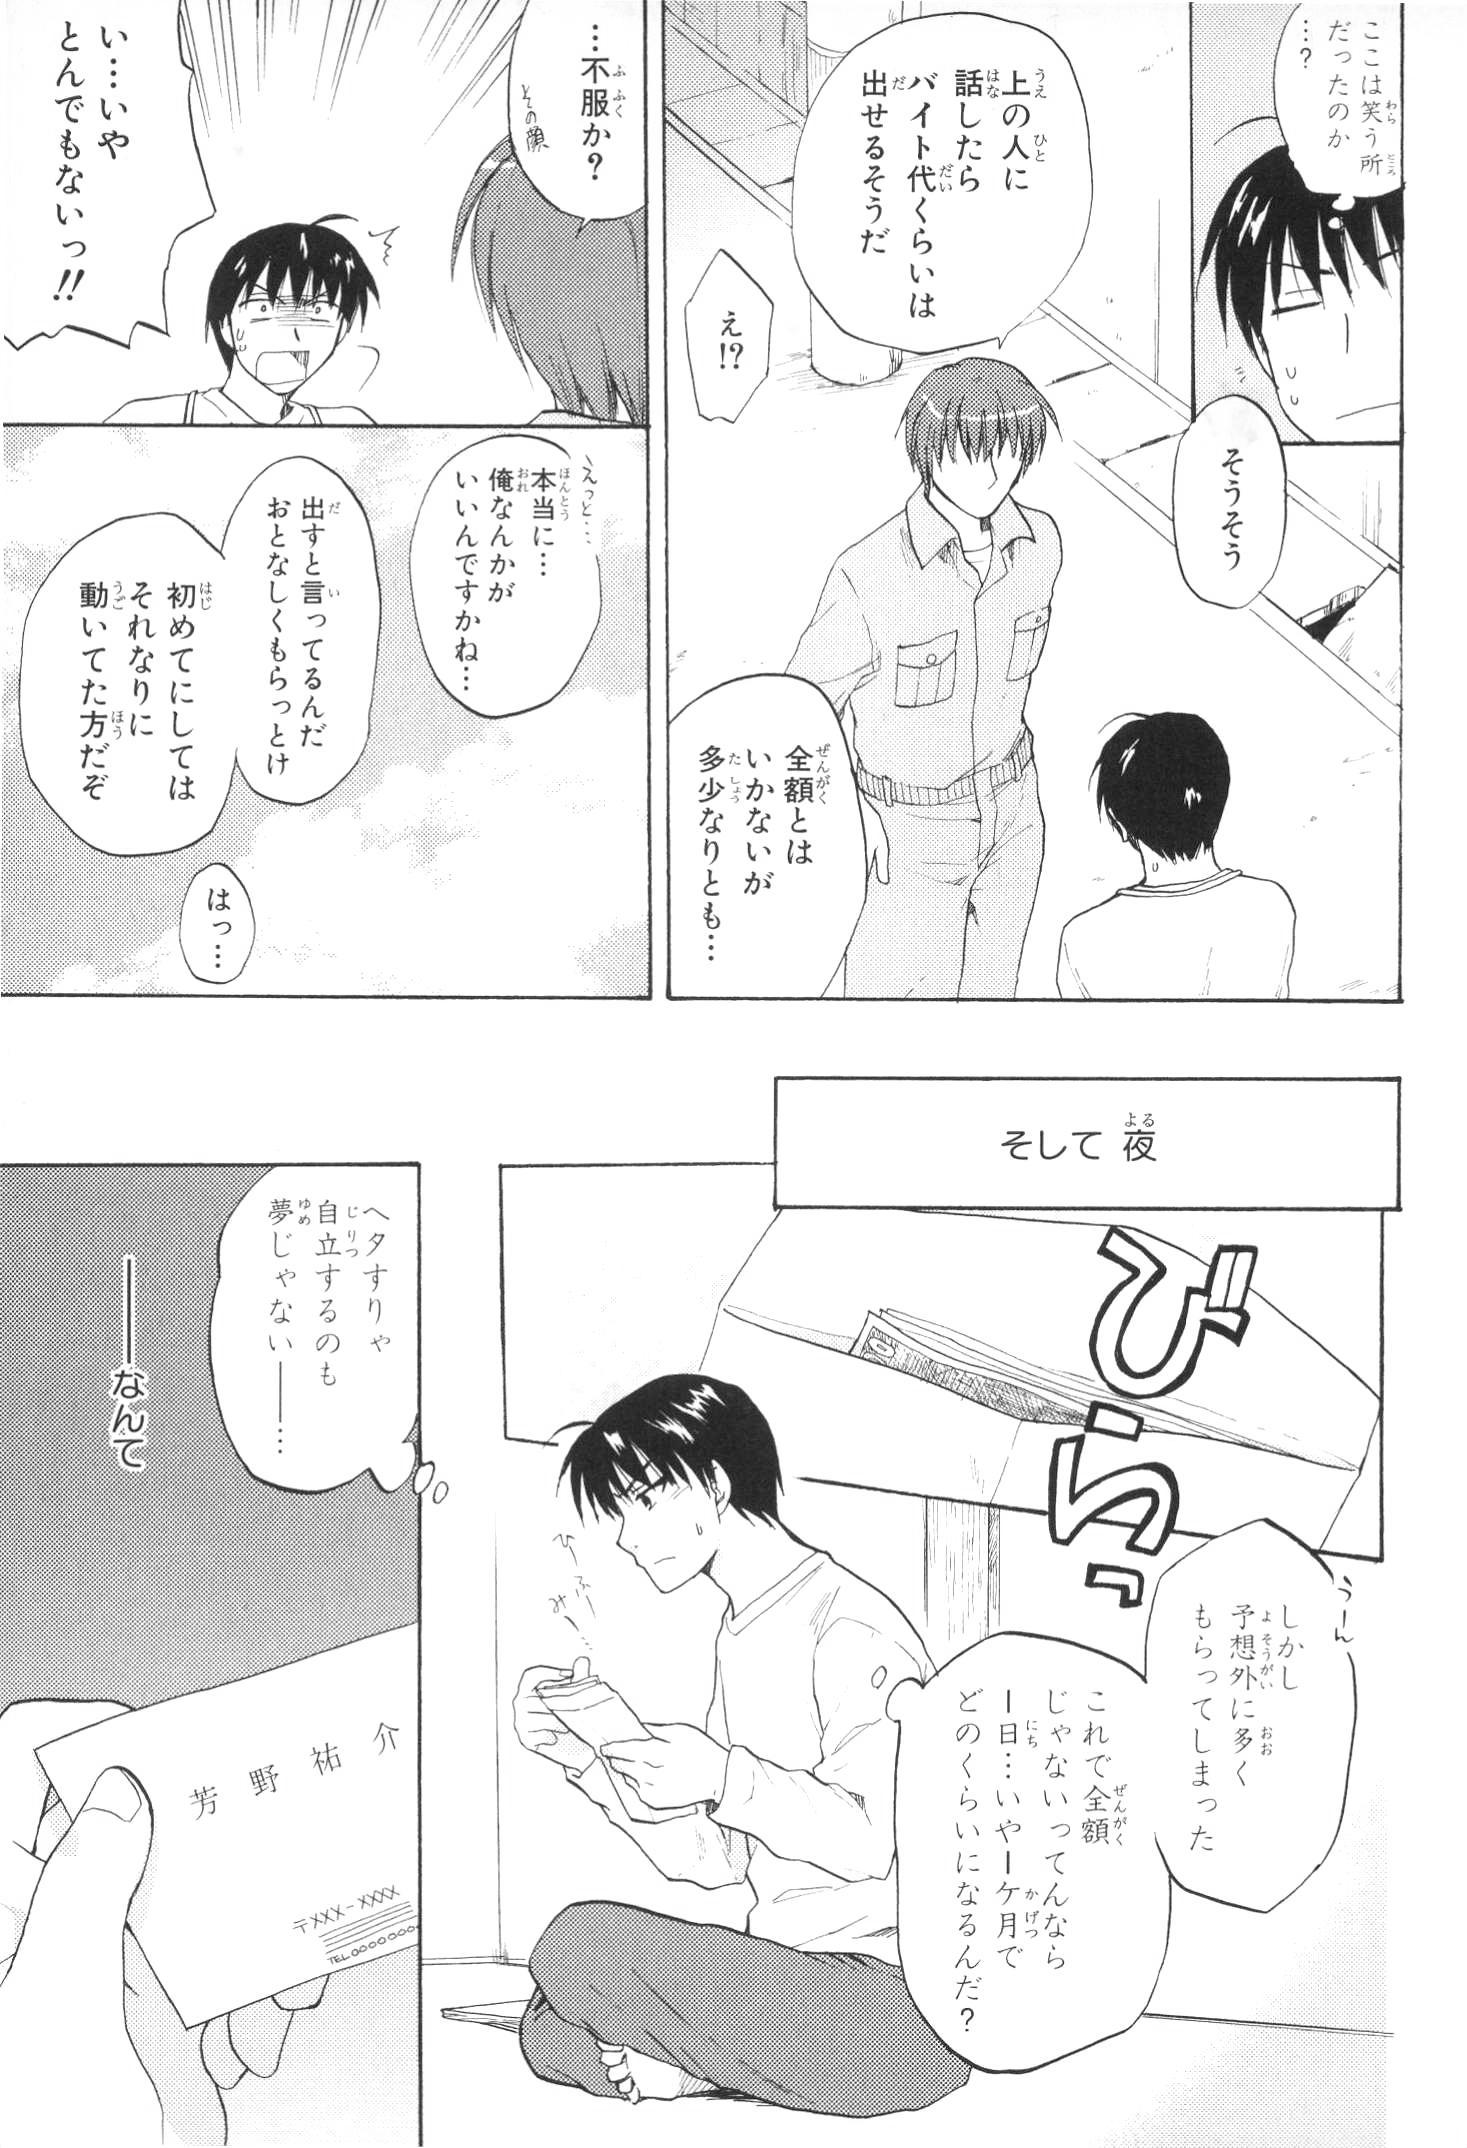 ここは笑う所
だったのか
…?
そうそう
上の人に
話したら
バイト代くらいは
出せるそうだ
え!?
全額とは
いかないが
多少なりとも…
…不服か?
その顔
い…いや
とんでもないっ!!
えっと…
本当に…
俺なんかが
いいんですかね…
出すと言ってるんだ
おとなしくもらっとけ
初めてにしては
それなりに
動いてた方だぞ
はっ…
そして 夜
びらっ
うーん
しかし
予想外に多く
もらってしまった
これで全額
じゃないってんなら
一日…いや一ケ月で
どのくらいになるんだ?
ひ
ふー
みー…
ヘタすりゃ
自立するのも
夢じゃない――…
――なんて
芳野祐介
〒XXX-XXXX
TEL0000000